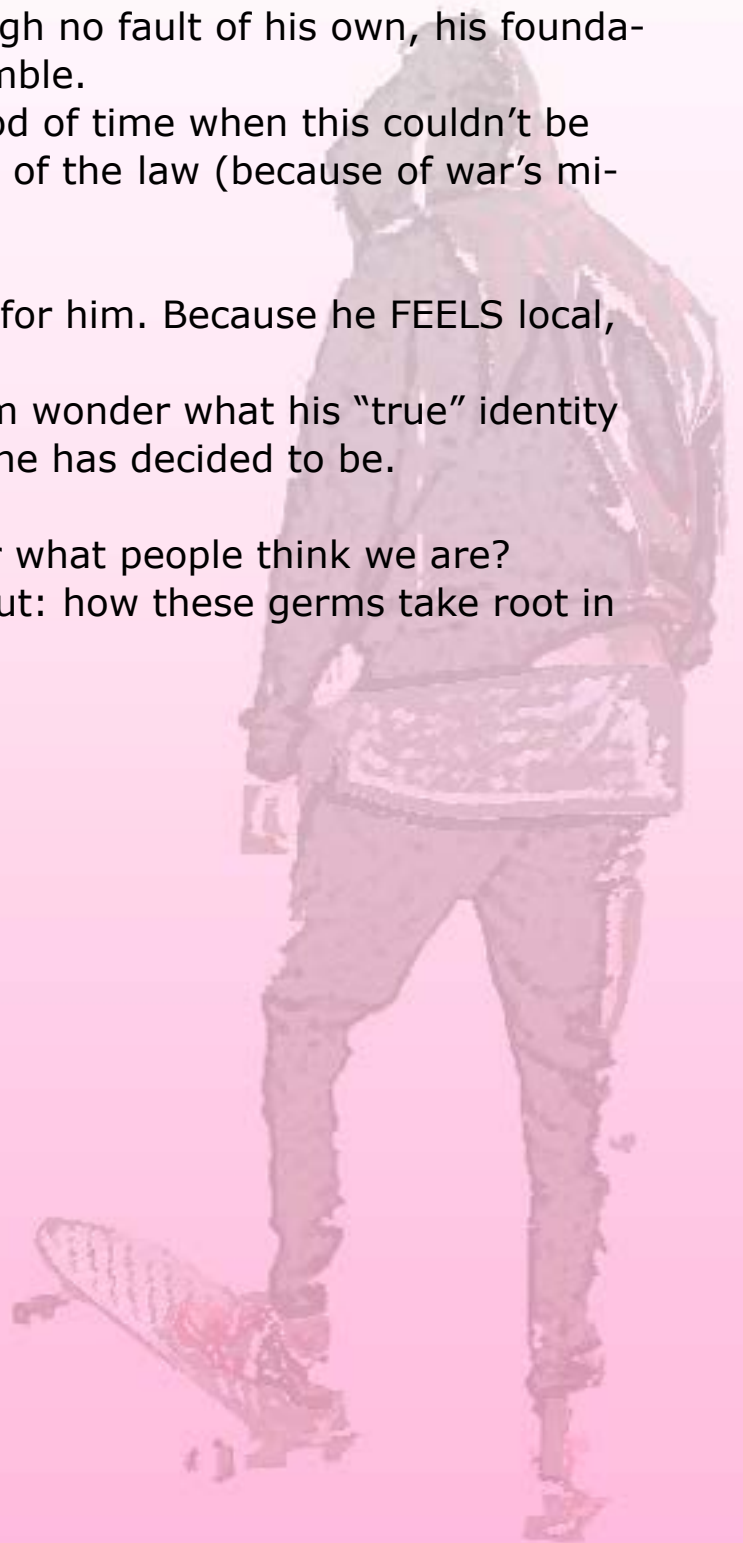 gh no fault of his own, his founda-
mble.
od of time when this couldn’t be
of the law (because of war’s mi-
for him. Because he FEELS local,
m wonder what his “true” identity
he has decided to be.
r what people think we are?
ut: how these germs take root in